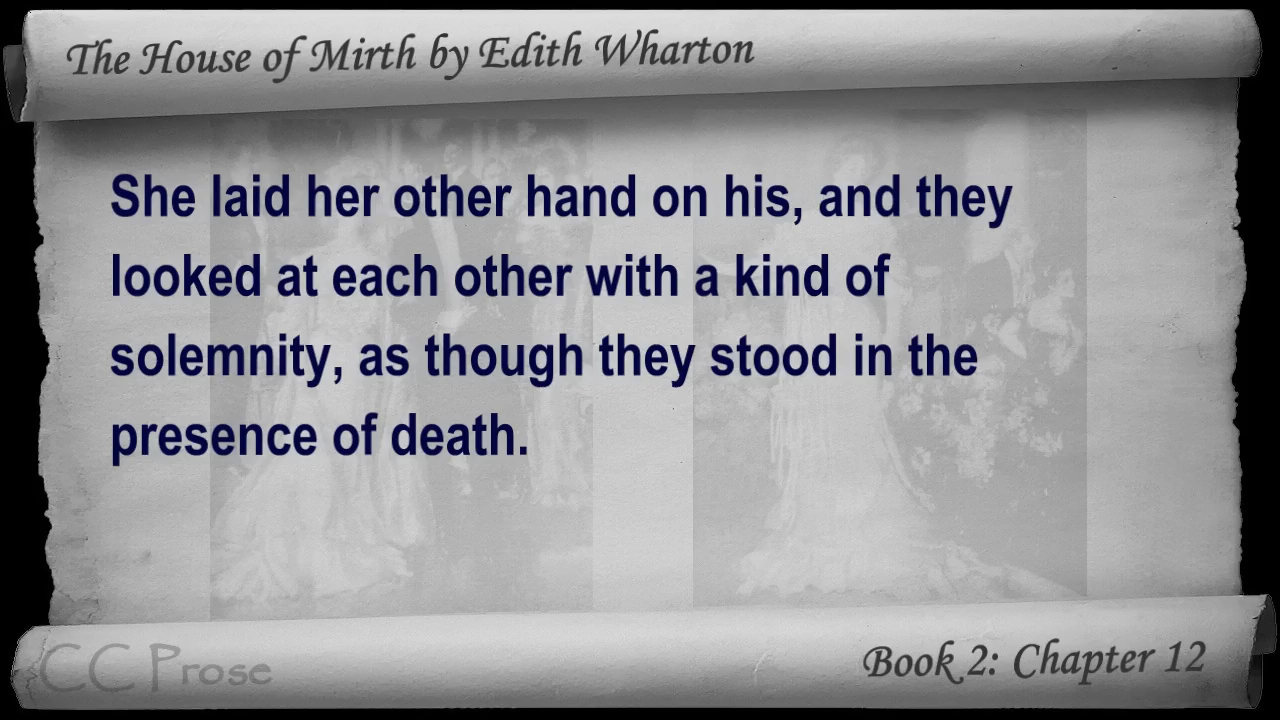 The House of Mirth by Edith Wharton
She laid her other hand on his, and they
looked at each other with a kind of
solemnity, as though they stood in the
presence of death.
CC Prose
Book 2: Chapter 12